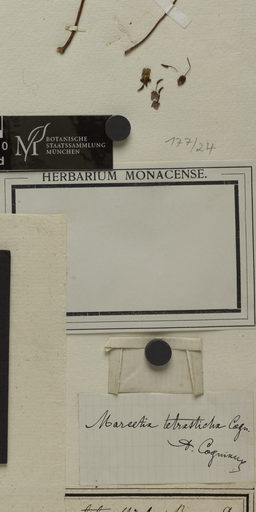 BOTANISCHE
STAATSSAMMLUNG
MÜNCHEN
177/24
HERBARIUM MONACENSE.
Marcetia tetrasticha Cogn.
A. Cogniaux